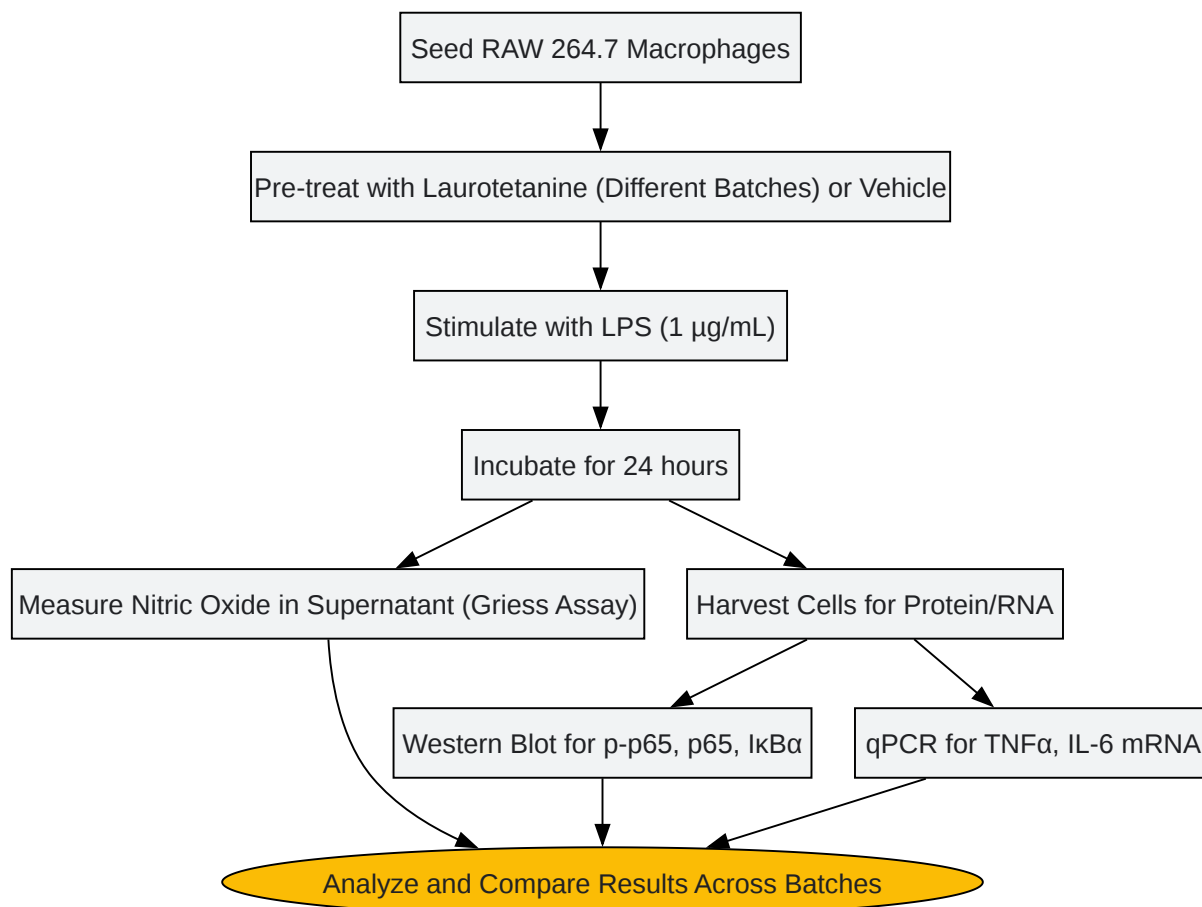 Seed RAW 264.7 Macrophages
Pre-treat with Laurotetanine (Different Batches) or Vehicle
Stimulate with LPS (1 µg/mL)
Incubate for 24 hours
Measure Nitric Oxide in Supernatant (Griess Assay)
Harvest Cells for Protein/RNA
Western Blot for p-p65, p65, IκBα
qPCR for TNFα, IL-6 mRNA
Analyze and Compare Results Across Batches